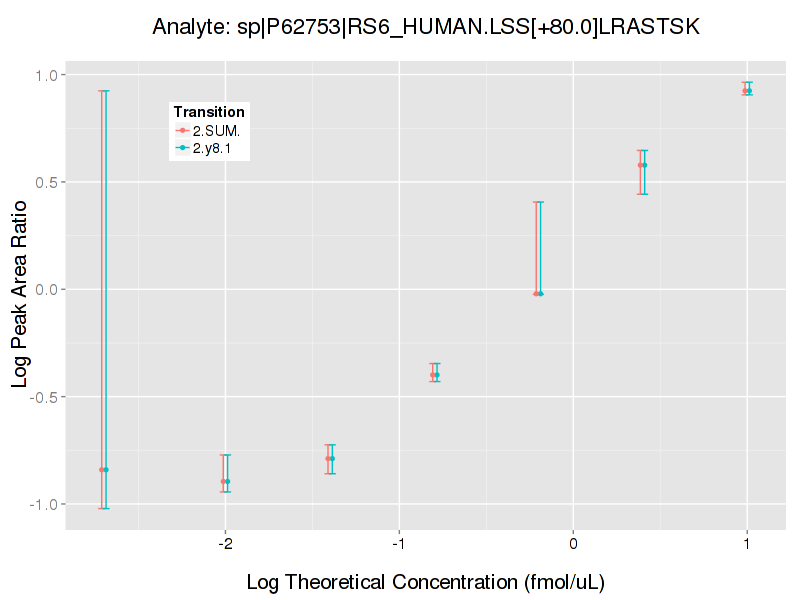 Analyte: sp|P62753|RS6_HUMAN.LSS[+80.0]LRASTSK
Transition
2.SUM.
2.y8.1
Log Peak Area Ratio
1.0
0.5
0.0
-0.5
-1.0
-2
-1
0
1
Log Theoretical Concentration (fmol/uL)